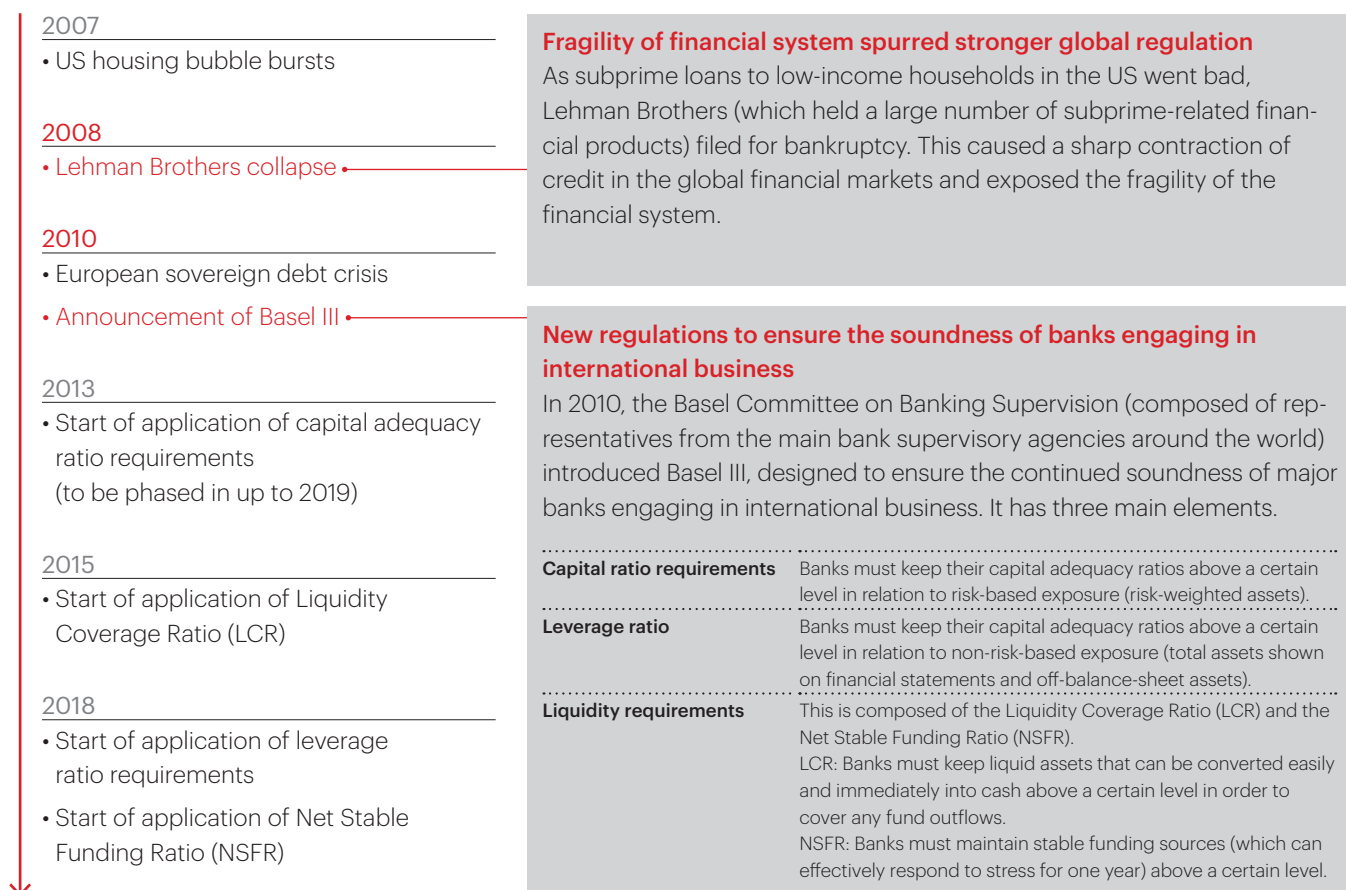 2007
• US housing bubble bursts
2008
• Lehman Brothers collapse
2010
• European sovereign debt crisis
• Announcement of Basel III
2013
• Start of application of capital adequacy
ratio requirements
(to be phased in up to 2019)
2015
• Start of application of Liquidity
Coverage Ratio (LCR)
2018
• Start of application of leverage
ratio requirements
• Start of application of Net Stable
Funding Ratio (NSFR)
Fragility of financial system spurred stronger global regulation
As subprime loans to low-income households in the US went bad,
Lehman Brothers (which held a large number of subprime-related finan-
cial products) filed for bankruptcy. This caused a sharp contraction of
credit in the global financial markets and exposed the fragility of the
financial system.
New regulations to ensure the soundness of banks engaging in
international business
In 2010, the Basel Committee on Banking Supervision (composed of rep-
resentatives from the main bank supervisory agencies around the world)
introduced Basel III, designed to ensure the continued soundness of major
banks engaging in international business. It has three main elements.
Capital ratio requirements Banks must keep their capital adequacy ratios above a certain
level in relation to risk-based exposure (risk-weighted assets).
Leverage ratio Banks must keep their capital adequacy ratios above a certain
level in relation to non-risk-based exposure (total assets shown
on financial statements and off-balance-sheet assets).
Liquidity requirements This is composed of the Liquidity Coverage Ratio (LCR) and the
Net Stable Funding Ratio (NSFR).
LCR: Banks must keep liquid assets that can be converted easily
and immediately into cash above a certain level in order to
cover any fund outflows.
NSFR: Banks must maintain stable funding sources (which can
effectively respond to stress for one year) above a certain level.